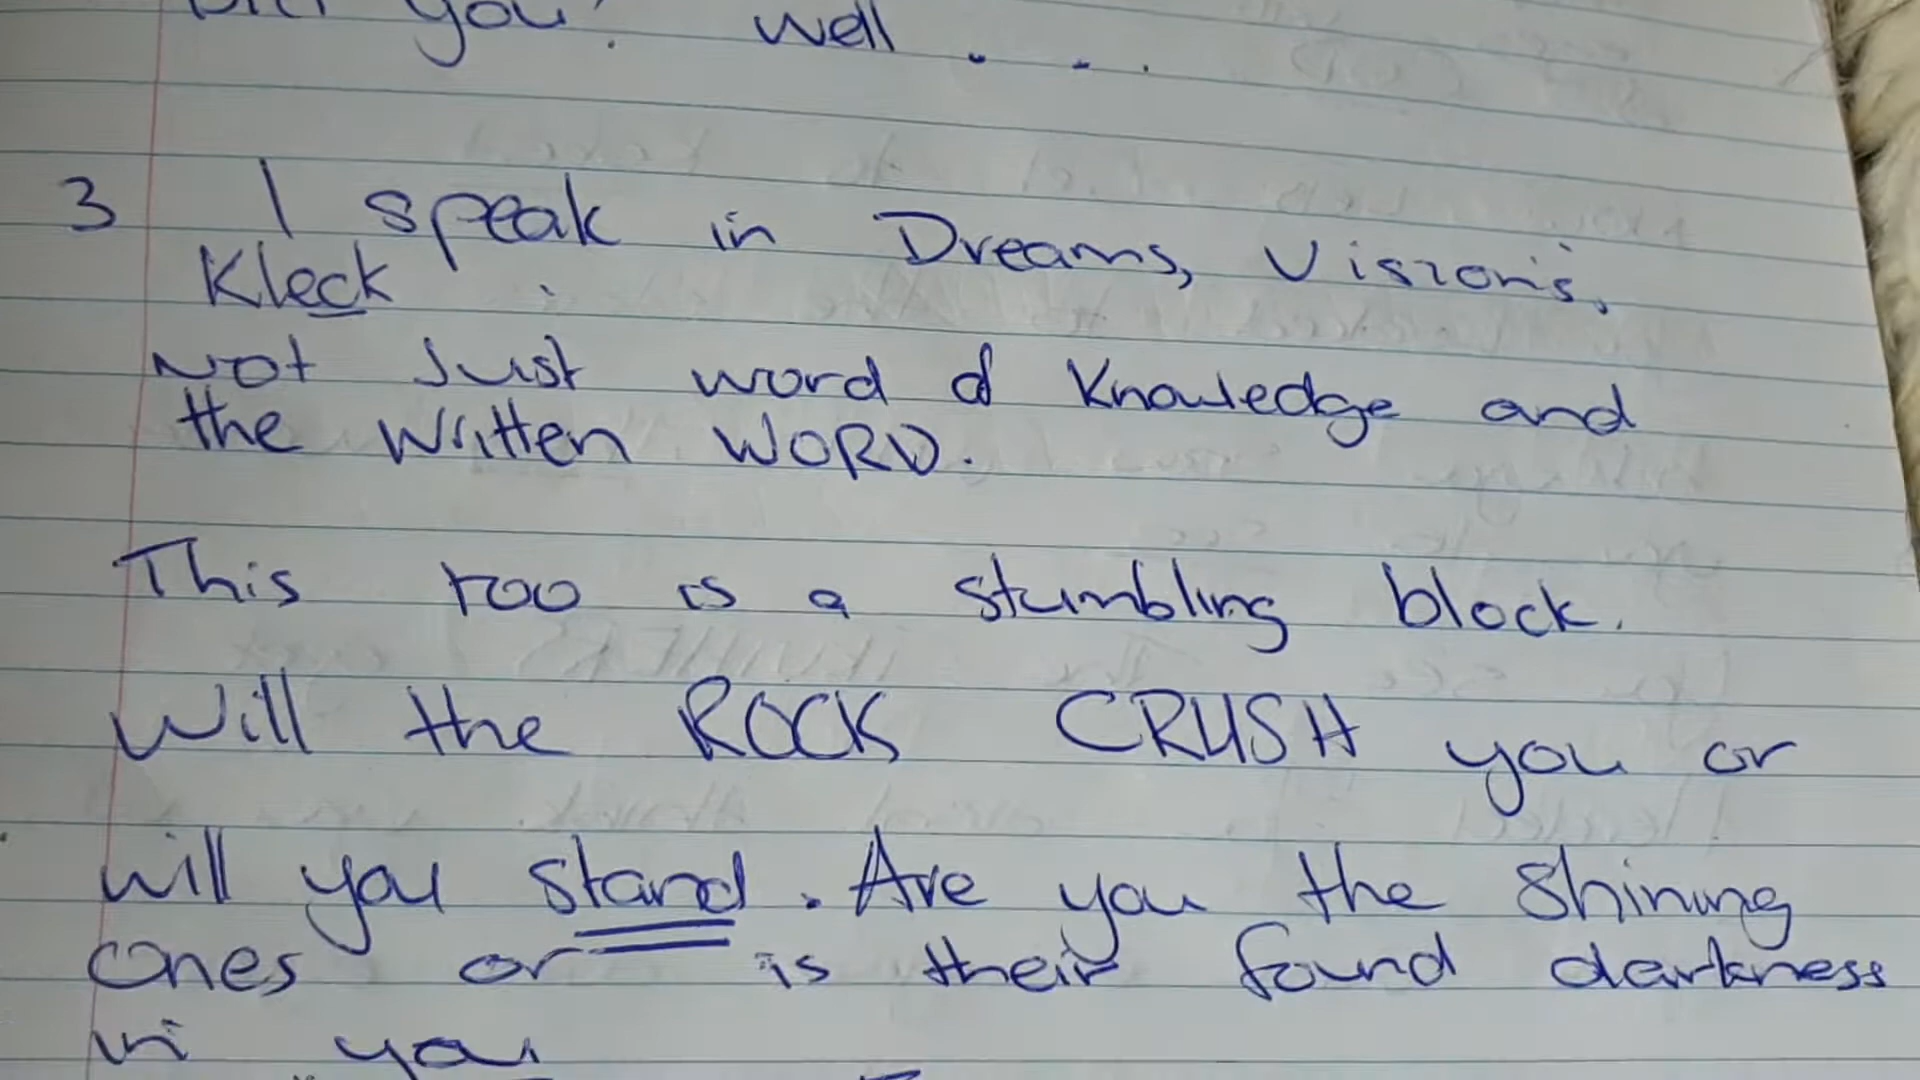 you? well ...
3 I speak in Dreams, Visions,
Kleck .
Not Just word of Knowledge and
the written WORD.
This too is a stumbling block.
Will the ROCK CRUSH you or
will you stand. Are you the shining
ones or is their found darkness
in you